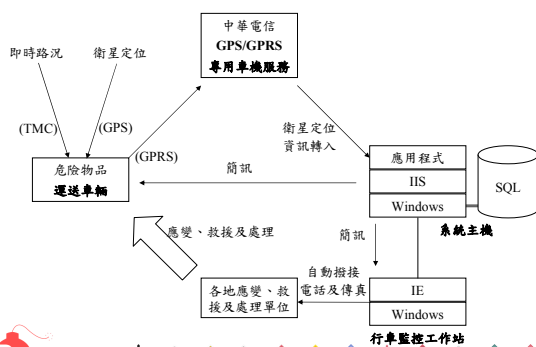 中華電信
GPS/GPRS
專用車機服務
即時路況
衛星定位
(TMC)
(GPS)
(GPRS)
衛星定位
資訊轉入
危險物品
運送車輛
簡訊
應用程式
IIS
Windows
SQL
系統主機
應變、救援及處理
簡訊
自動撥接
電話及傳真
各地應變、救
援及處理單位
IE
Windows
行車監控工作站